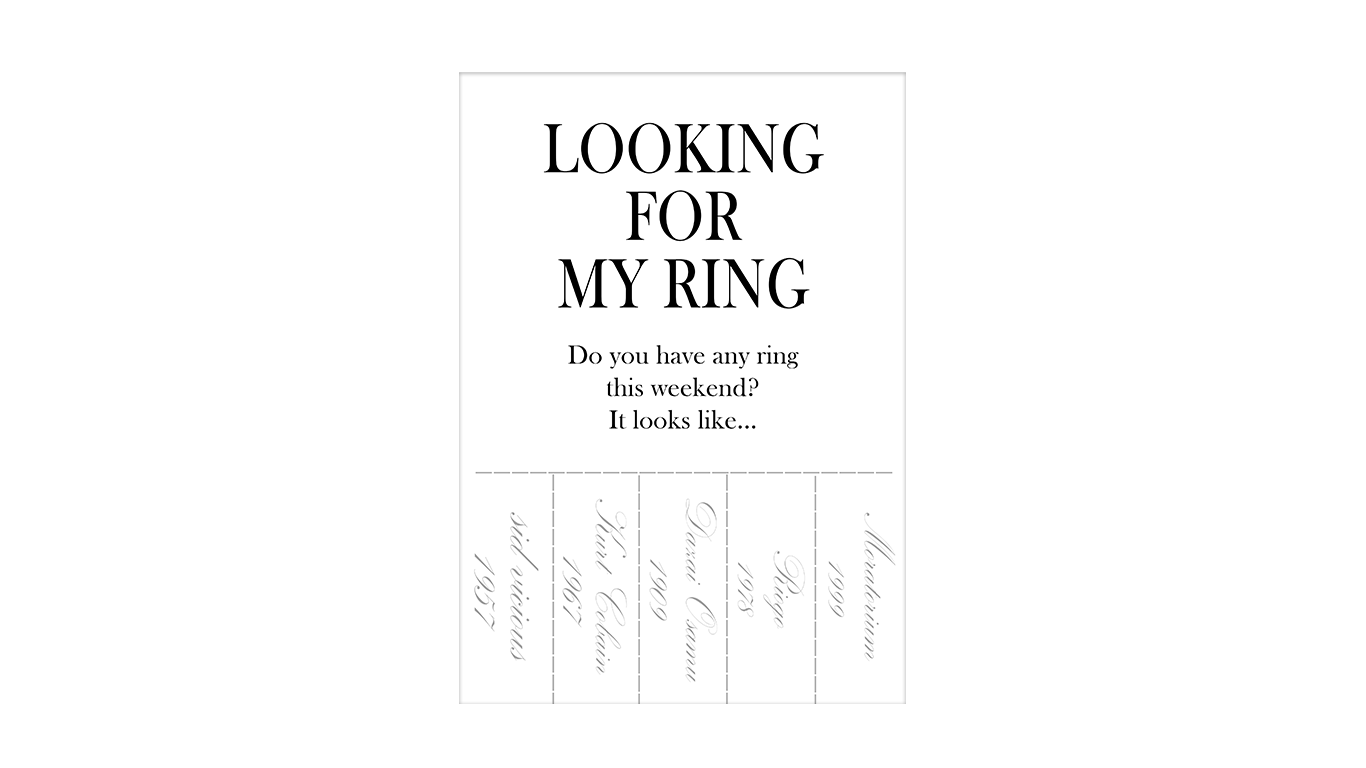 LOOKING
FOR
MY RING
Do you have any ring
this weekend?
It looks like...
sid vicious
1957
Kurt Cobain
1967
Dazai Osamu
1909
Ringo
1978
Moratorium
1999